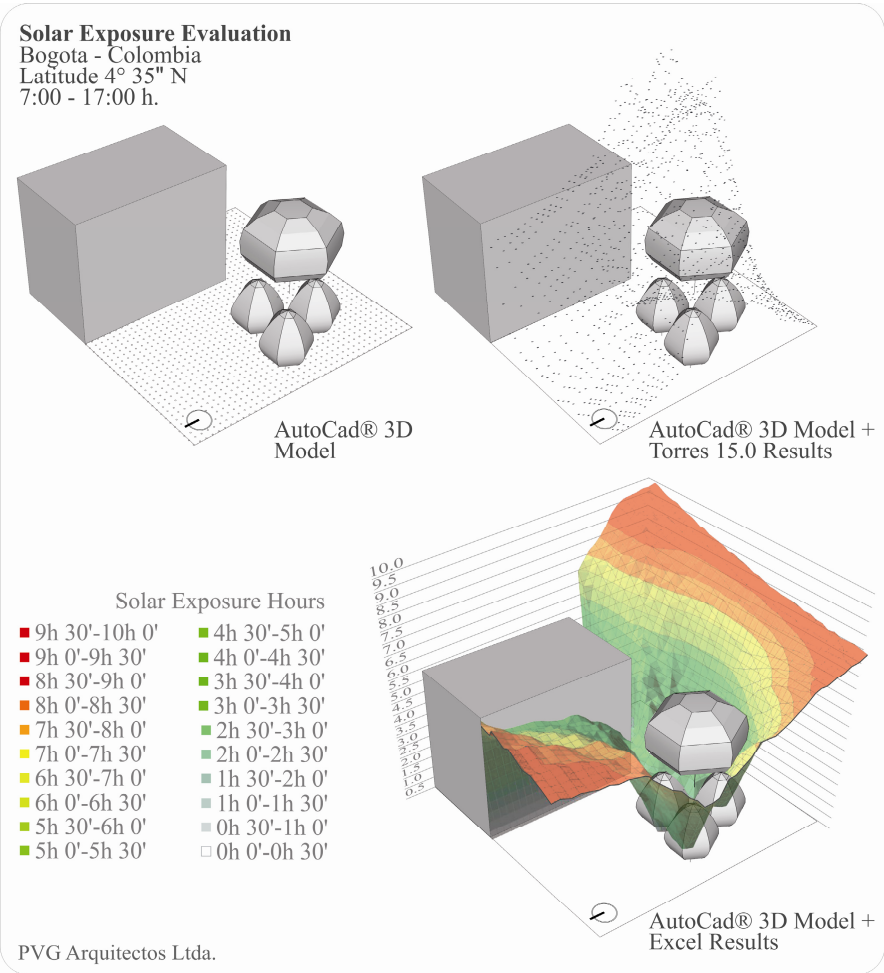 Solar Exposure Evaluation
Bogota - Colombia
Latitude 4° 35" N
7:00 - 17:00 h.
AutoCad® 3D
Model
AutoCad® 3D Model +
Torres 15.0 Results
10.0
9.5
9.0
8.5
8.0
7.5
7.0
6.5
6.0
5.5
5.0
4.5
4.0
3.5
3.0
2.5
2.0
1.5
1.0
0.5
Solar Exposure Hours
9h 30'-10h 0'
9h 0'-9h 30'
8h 30'-9h 0'
8h 0'-8h 30'
7h 30'-8h 0'
7h 0'-7h 30'
6h 30'-7h 0'
6h 0'-6h 30'
5h 30'-6h 0'
5h 0'-5h 30'
4h 30'-5h 0'
4h 0'-4h 30'
3h 30'-4h 0'
3h 0'-3h 30'
2h 30'-3h 0'
2h 0'-2h 30'
1h 30'-2h 0'
1h 0'-1h 30'
0h 30'-1h 0'
0h 0'-0h 30'
AutoCad® 3D Model +
Excel Results
PVG Arquitectos Ltda.